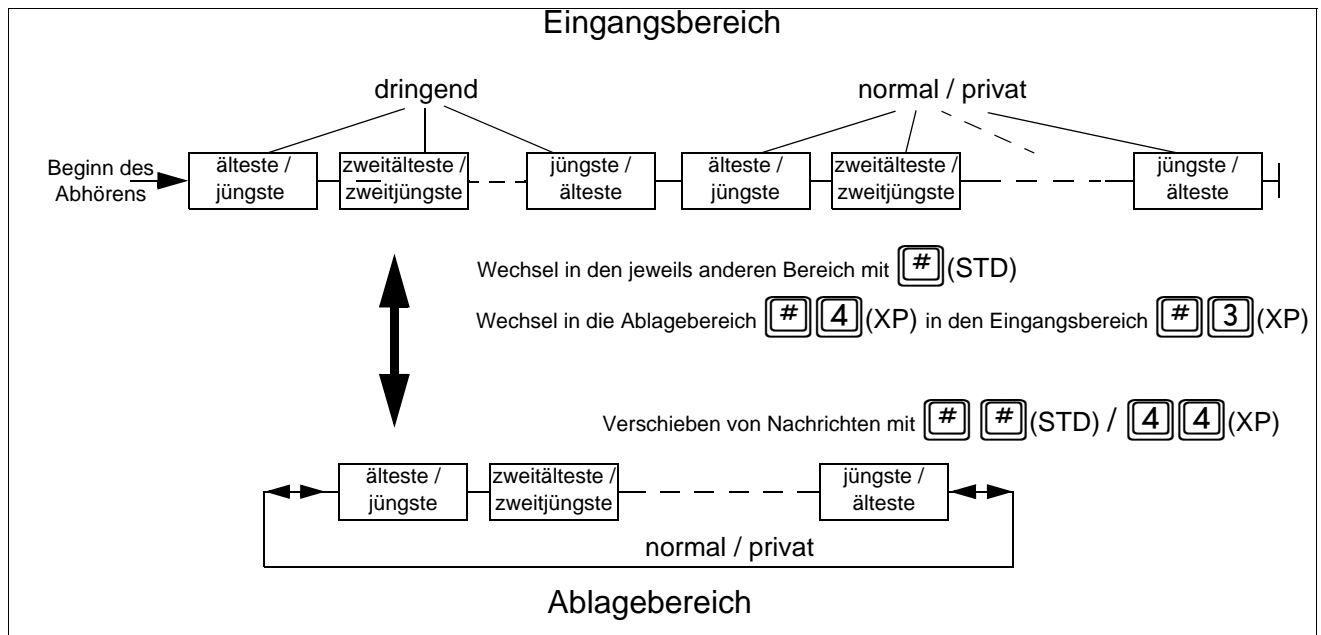 Eingangsbereich
dringend
normal / privat
Beginn des
Abhörens
älteste /
jüngste
zweitälteste /
zweitjüngste
jüngste /
älteste
älteste /
jüngste
zweitälteste /
zweitjüngste
jüngste /
älteste
Wechsel in den jeweils anderen Bereich mit # (STD)
Wechsel in die Ablagebereich # 4 (XP) in den Eingangsbereich # 3 (XP)
Verschieben von Nachrichten mit # # (STD) / 4 4 (XP)
älteste /
jüngste
zweitälteste /
zweitjüngste
jüngste /
älteste
normal / privat
Ablagebereich